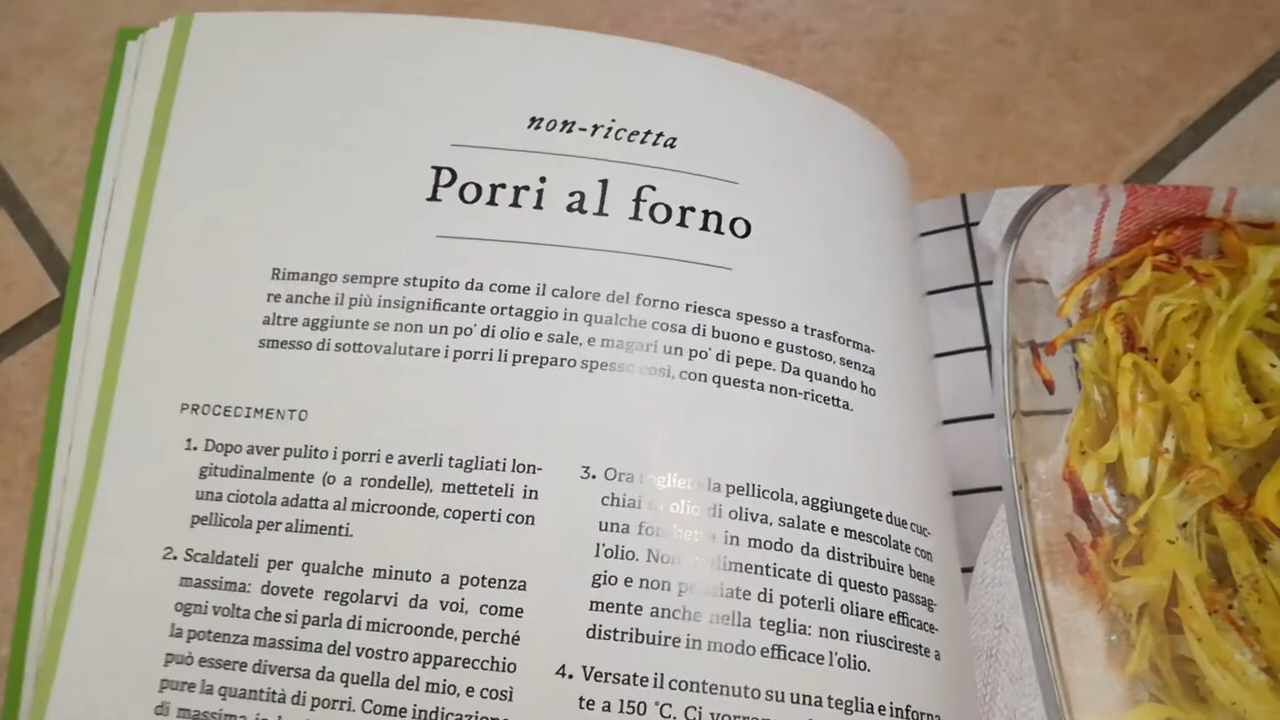 non-ricetta
Porri al forno
Rimango sempre stupito da come il calore del forno riesca spesso a trasforma-
re anche il più insignificante ortaggio in qualche cosa di buono e gustoso, senza
altre aggiunte se non un po' di olio e sale, e magari un po' di pepe. Da quando ho
smesso di sottovalutare i porri li preparo spesso così, con questa non-ricetta.
PROCEDIMENTO
1. Dopo aver pulito i porri e averli tagliati lon-
gitudinalmente (o a rondelle), metteteli in
una ciotola adatta al microonde, coperti con
pellicola per alimenti.
2. Scaldateli per qualche minuto a potenza
massima: dovete regolarvi da voi, come
ogni volta che si parla di microonde, perché
la potenza massima del vostro apparecchio
può essere diversa da quella del mio, e così
pure la quantità di porri. Come indicazione
di massima
3. Ora togliete la pellicola, aggiungete due cuc-
chiai di olio di oliva, salate e mescolate con
una forchetta in modo da distribuire bene
l'olio. Non dimenticate di questo passag-
gio e non pensiate di poterli oliare efficace-
mente anche nella teglia: non riuscireste a
distribuire in modo efficace l'olio.
4. Versate il contenuto su una teglia e inforna-
te a 150 °C. Ci